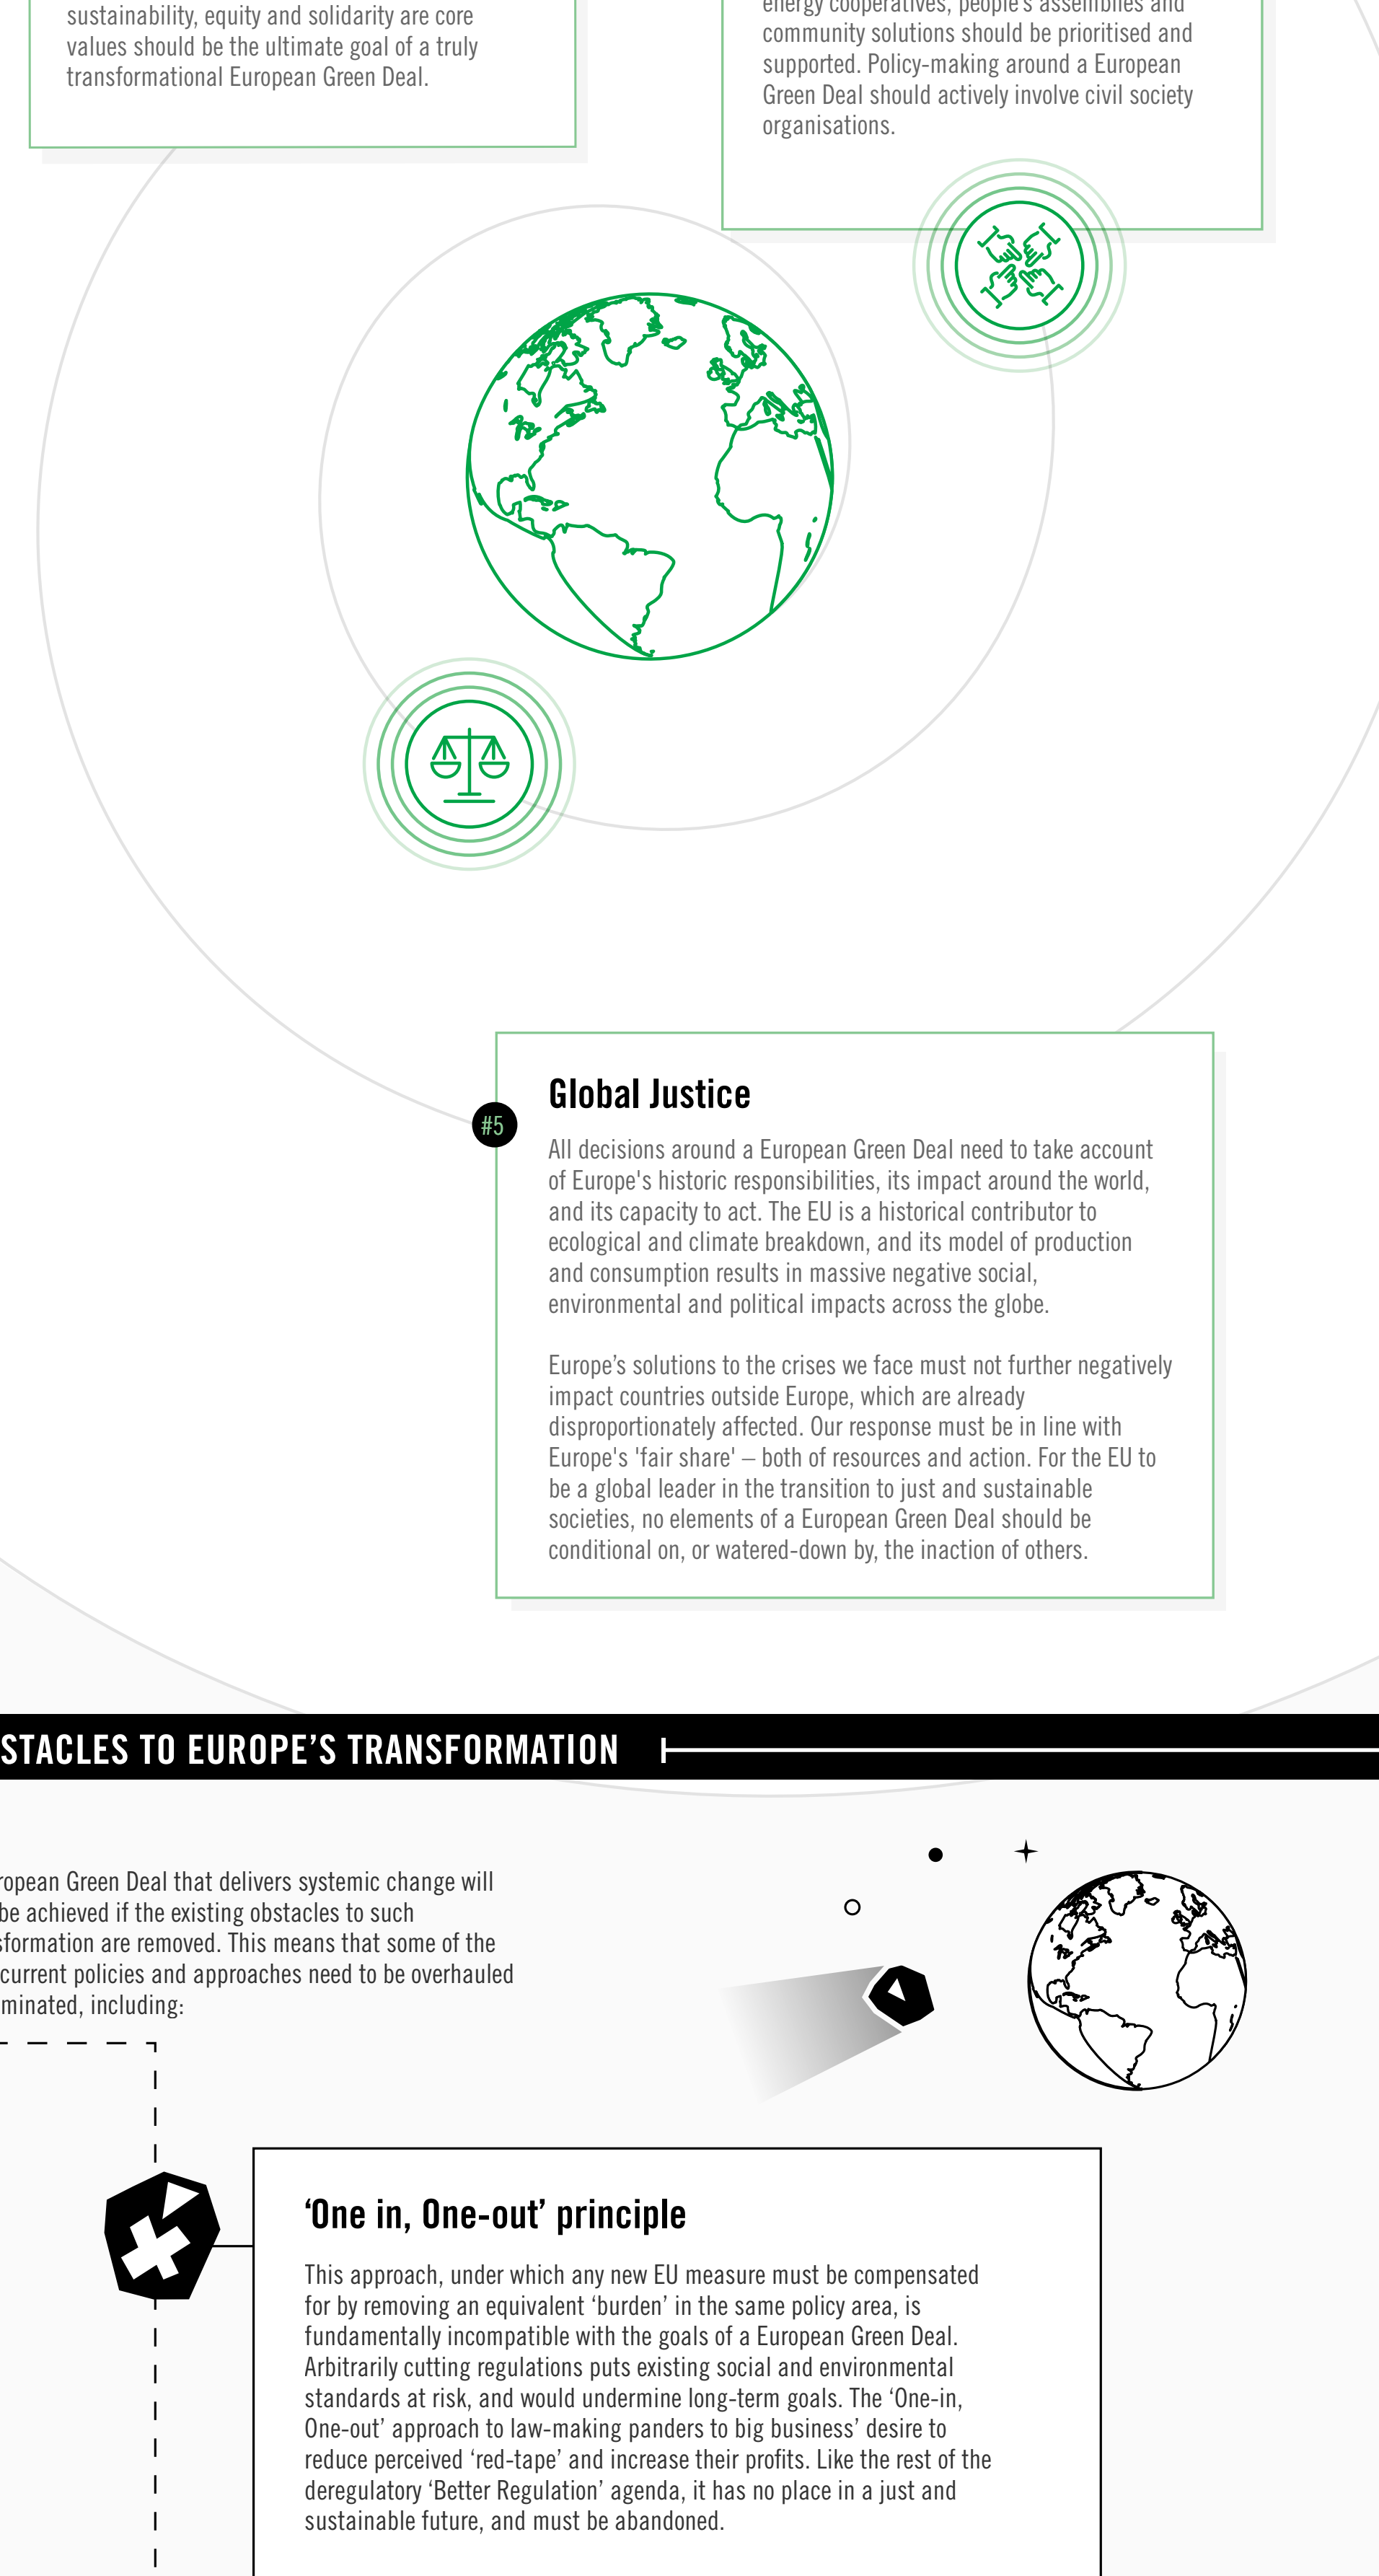 sustainability, equity and solidarity are core
values should be the ultimate goal of a truly
transformational European Green Deal.
energy cooperatives, people's assemblies and
community solutions should be prioritised and
supported. Policy-making around a European
Green Deal should actively involve civil society
organisations.
Global Justice
#5
All decisions around a European Green Deal need to take account
of Europe's historic responsibilities, its impact around the world,
and its capacity to act. The EU is a historical contributor to
ecological and climate breakdown, and its model of production
and consumption results in massive negative social,
environmental and political impacts across the globe.
Europe’s solutions to the crises we face must not further negatively
impact countries outside Europe, which are already
disproportionately affected. Our response must be in line with
Europe's 'fair share' – both of resources and action. For the EU to
be a global leader in the transition to just and sustainable
societies, no elements of a European Green Deal should be
conditional on, or watered-down by, the inaction of others.
STACLES TO EUROPE’S TRANSFORMATION
ropean Green Deal that delivers systemic change will
be achieved if the existing obstacles to such
sformation are removed. This means that some of the
current policies and approaches need to be overhauled
minated, including:
‘One in, One-out’ principle
This approach, under which any new EU measure must be compensated
for by removing an equivalent ‘burden’ in the same policy area, is
fundamentally incompatible with the goals of a European Green Deal.
Arbitrarily cutting regulations puts existing social and environmental
standards at risk, and would undermine long-term goals. The ‘One-in,
One-out’ approach to law-making panders to big business’ desire to
reduce perceived ‘red-tape’ and increase their profits. Like the rest of the
deregulatory ‘Better Regulation’ agenda, it has no place in a just and
sustainable future, and must be abandoned.